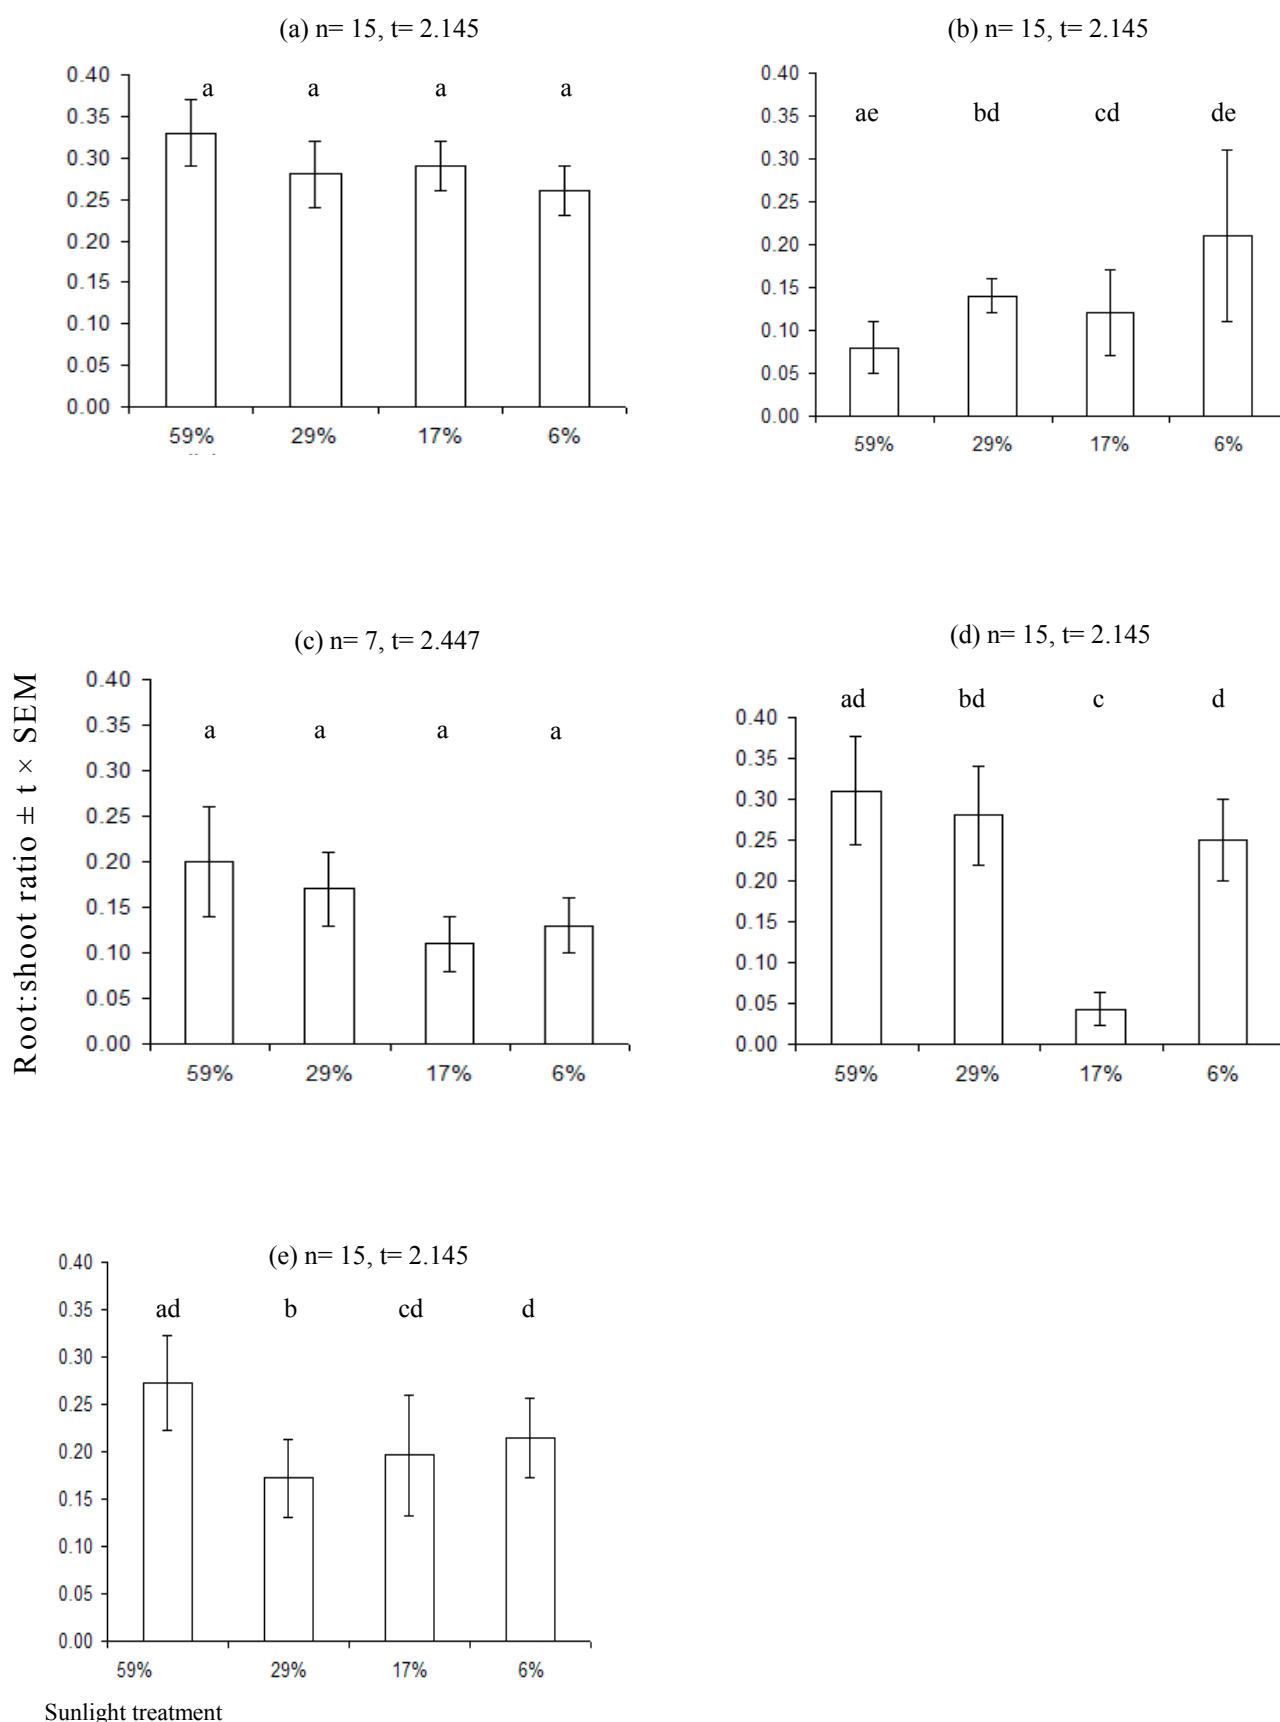 (a) n= 15, t= 2.145
a a a a
0.40
0.35
0.30
0.25
0.20
0.15
0.10
0.05
0.00
59% 29% 17% 6%
(b) n= 15, t= 2.145
ae bd cd de
0.40
0.35
0.30
0.25
0.20
0.15
0.10
0.05
0.00
59% 29% 17% 6%
Root:shoot ratio ± t × SEM
(c) n= 7, t= 2.447
a a a a
0.40
0.35
0.30
0.25
0.20
0.15
0.10
0.05
0.00
59% 29% 17% 6%
(d) n= 15, t= 2.145
ad bd c d
0.40
0.35
0.30
0.25
0.20
0.15
0.10
0.05
0.00
59% 29% 17% 6%
(e) n= 15, t= 2.145
ad b cd d
0.40
0.35
0.30
0.25
0.20
0.15
0.10
0.05
0.00
59% 29% 17% 6%
Sunlight treatment